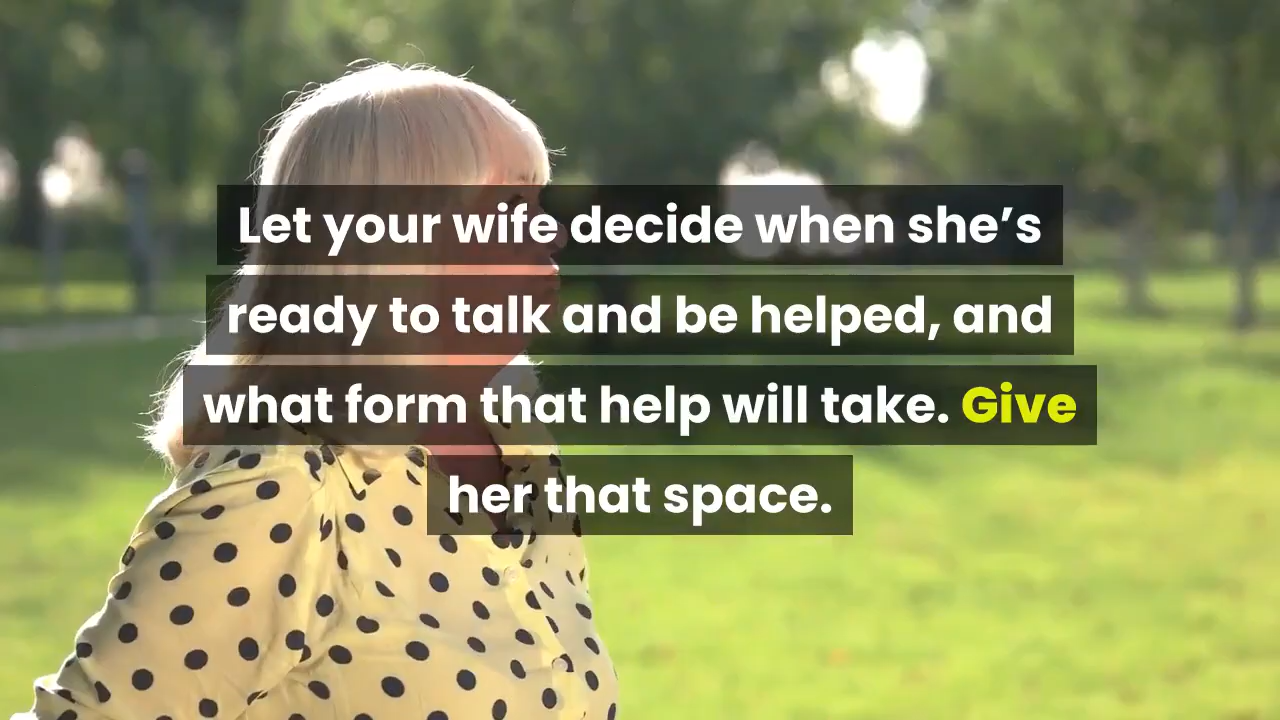 Let your wife decide when she’s
ready to talk and be helped, and
what form that help will take. Give
her that space.